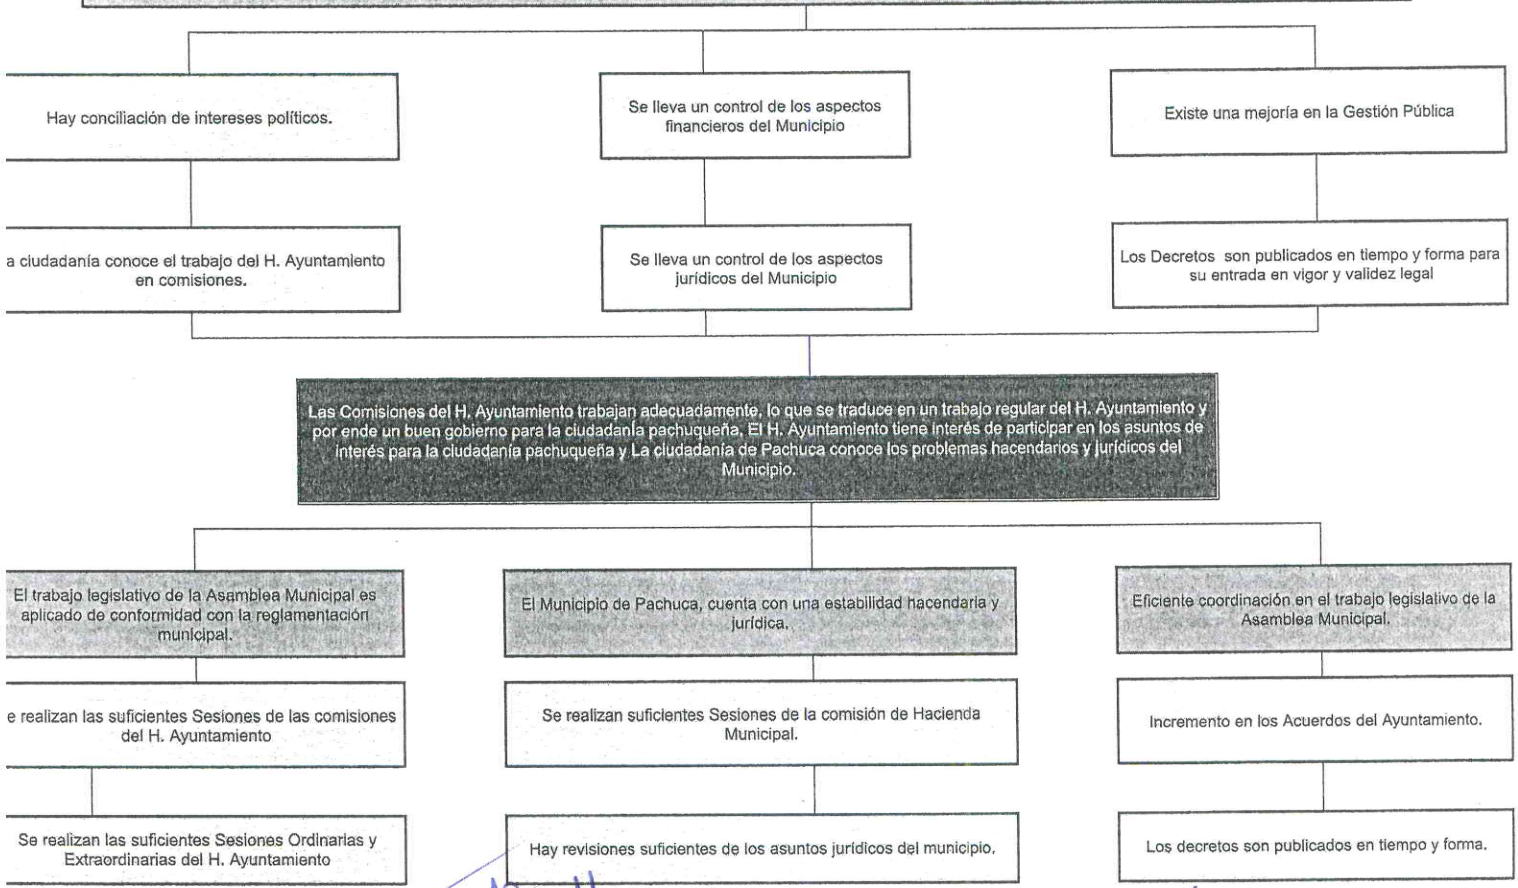 Hay conciliación de intereses políticos.
Se lleva un control de los aspectos
financieros del Municipio
Existe una mejoría en la Gestión Pública
a ciudadanía conoce el trabajo del H. Ayuntamiento
en comisiones.
Se lleva un control de los aspectos
jurídicos del Municipio
Los Decretos son publicados en tiempo y forma para
su entrada en vigor y validez legal
Las Comisiones del H. Ayuntamiento trabajan adecuadamente, lo que se traduce en un trabajo regular del H. Ayuntamiento y
por ende un buen gobierno para la ciudadanía pachuqueña. El H. Ayuntamiento tiene interés de participar en los asuntos de
interés para la ciudadanía pachuqueña y La ciudadanía de Pachuca conoce los problemas hacendarios y jurídicos del
Municipio.
El trabajo legislativo de la Asamblea Municipal es
aplicado de conformidad con la reglamentación
municipal.
El Municipio de Pachuca, cuenta con una estabilidad hacendaria y
jurídica.
Eficiente coordinación en el trabajo legislativo de la
Asamblea Municipal.
e realizan las suficientes Sesiones de las comisiones
del H. Ayuntamiento
Se realizan suficientes Sesiones de la comisión de Hacienda
Municipal.
Incremento en los Acuerdos del Ayuntamiento.
Se realizan las suficientes Sesiones Ordinarias y
Extraordinarias del H. Ayuntamiento
Hay revisiones suficientes de los asuntos jurídicos del municipio.
Los decretos son publicados en tiempo y forma.